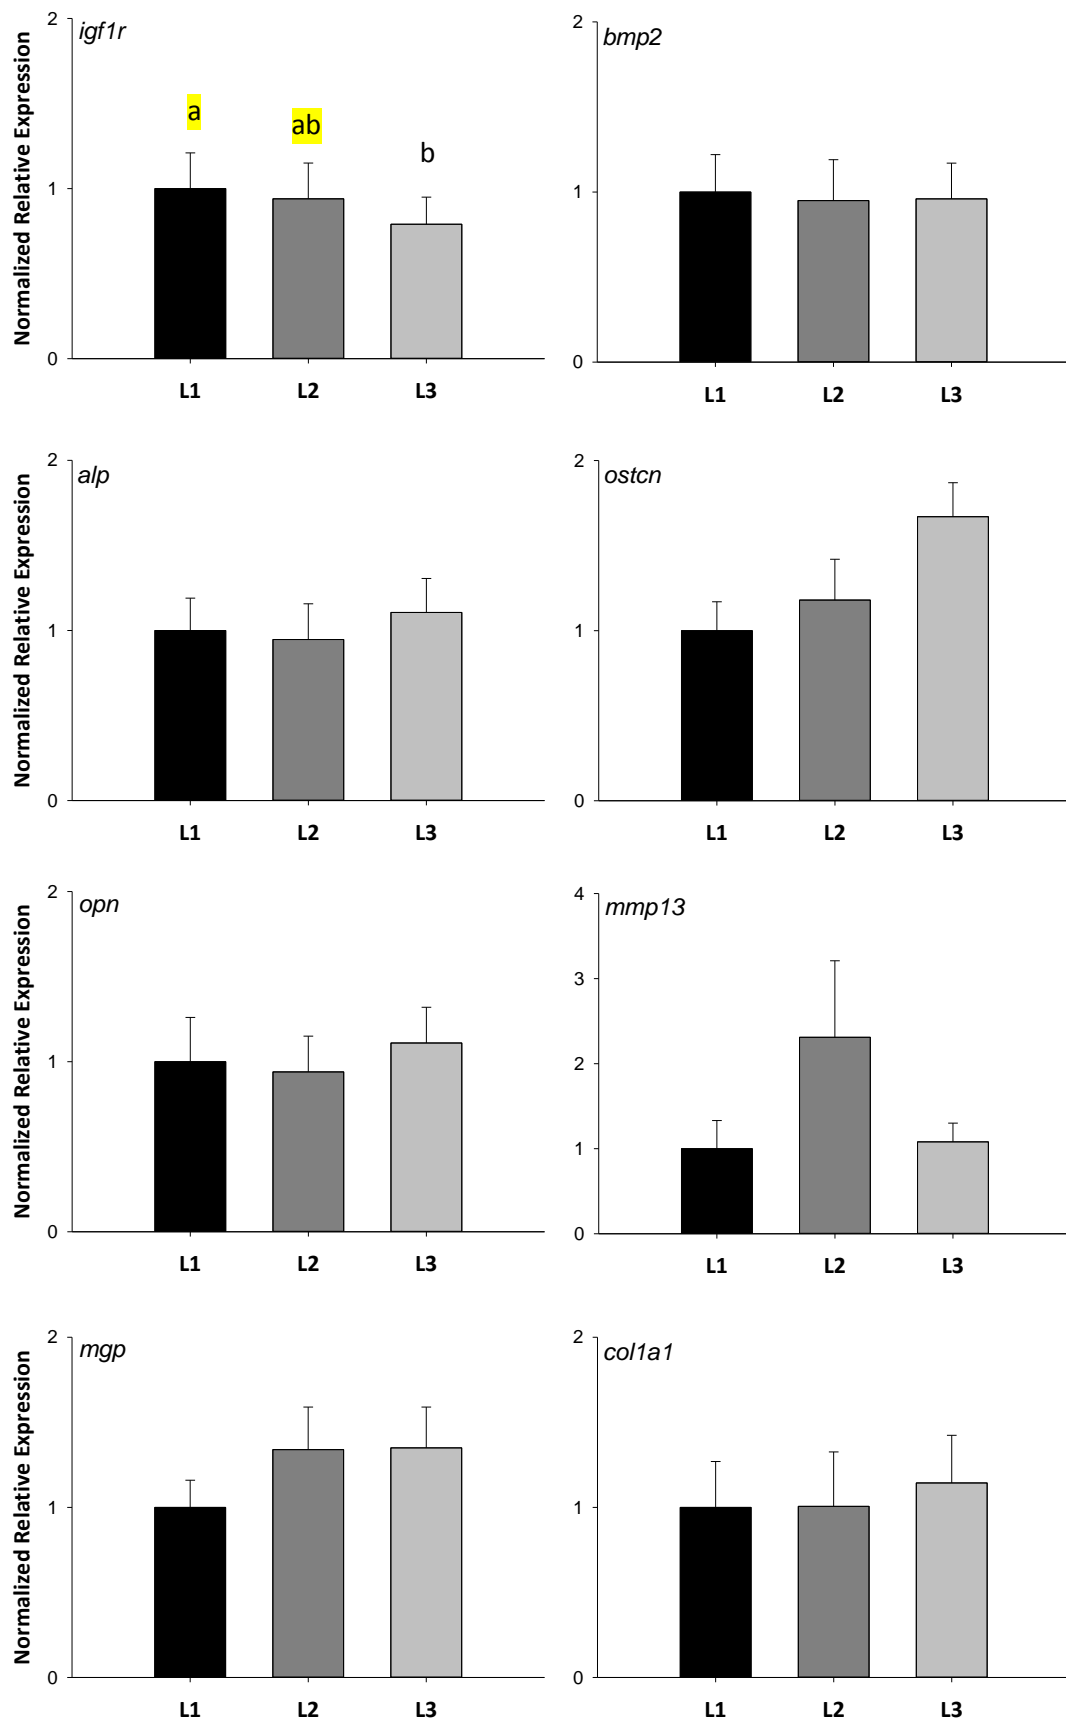 igf1r
Normalized Relative Expression
2
1
0
a
ab
b
L1 L2 L3
bmp2
2
1
0
L1 L2 L3
alp
Normalized Relative Expression
2
1
0
L1 L2 L3
ostcn
2
1
0
L1 L2 L3
opn
Normalized Relative Expression
2
1
0
L1 L2 L3
mmp13
4
3
2
1
0
L1 L2 L3
mgp
Normalized Relative Expression
2
1
0
L1 L2 L3
col1a1
2
1
0
L1 L2 L3